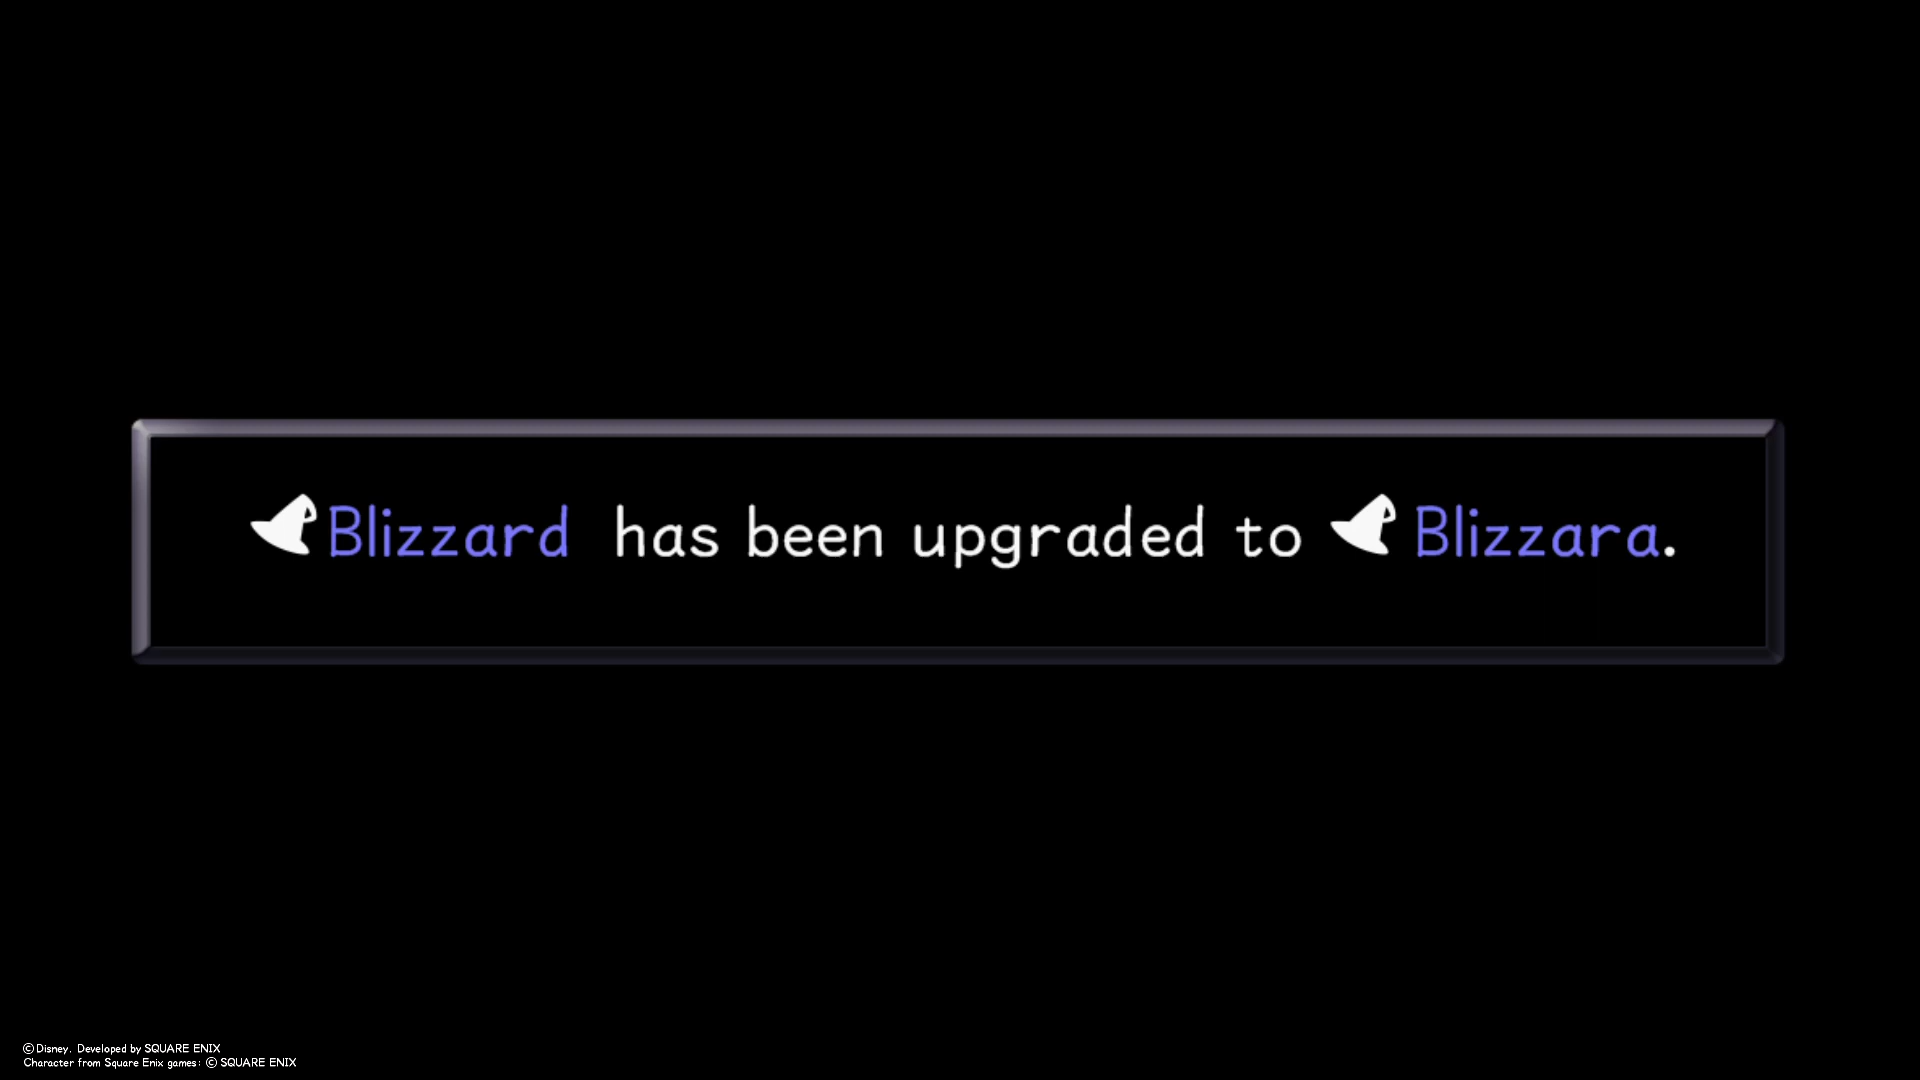 Blizzard has been upgraded to Blizzara.
©Disney. Developed by SQUARE ENIX
Character from Square Enix games: © SQUARE ENIX